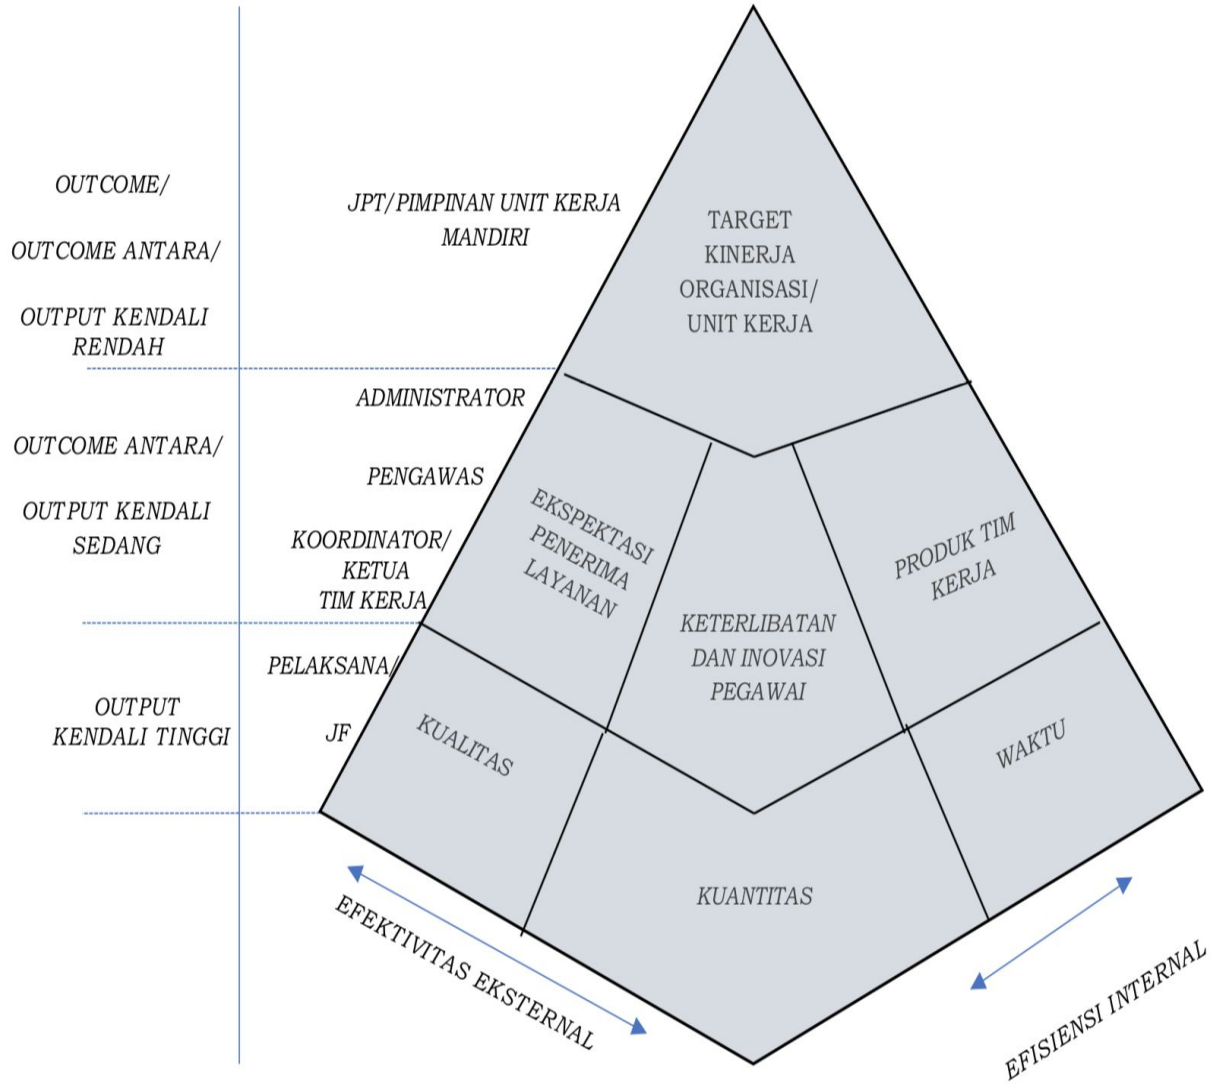 OUTCOME/
OUTCOME ANTARA/
OUTPUT KENDALI
RENDAH
JPT/PIMPINAN UNIT KERJA
MANDIRI
TARGET
KINERJA
ORGANISASI/
UNIT KERJA
OUTCOME ANTARA/
OUTPUT KENDALI
SEDANG
ADMINISTRATOR
PENGAWAS
KOORDINATOR/
KETUA
TIM KERJA
EKSPEKTASI
PENERIMA
LAYANAN
KETERLIBATAN
DAN INOVASI
PEGAWAI
PRODUK TIM
KERJA
OUTPUT
KENDALI TINGGI
PELAKSANA/
JF
KUALITAS
KUANTITAS
WAKTU
EFEKTIVITAS EKSTERNAL
EFISIENSI INTERNAL